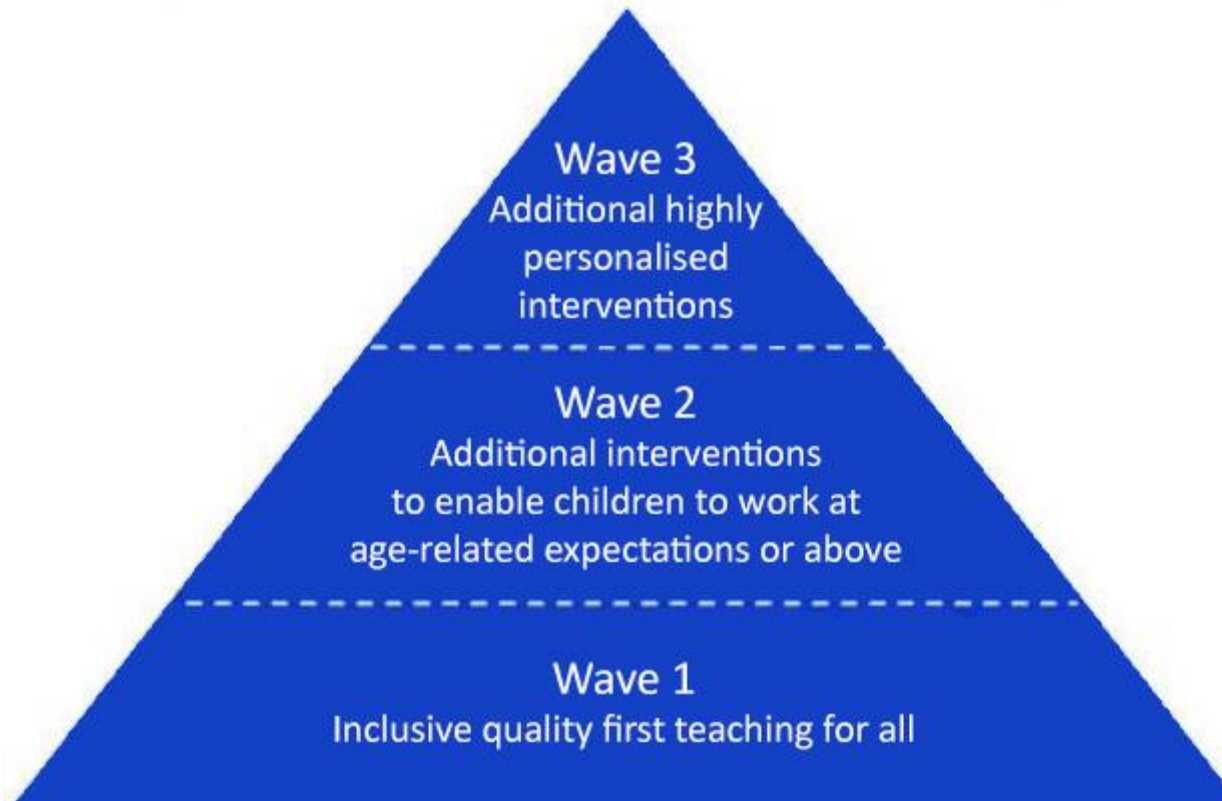 Wave 3
Additional highly
personalised
interventions
Wave 2
Additional interventions
to enable children to work at
age-related expectations or above
Wave 1
Inclusive quality first teaching for all